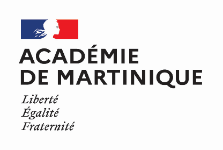 ACADÉMIE
DE MARTINIQUE
Liberté
Égalité
Fraternité